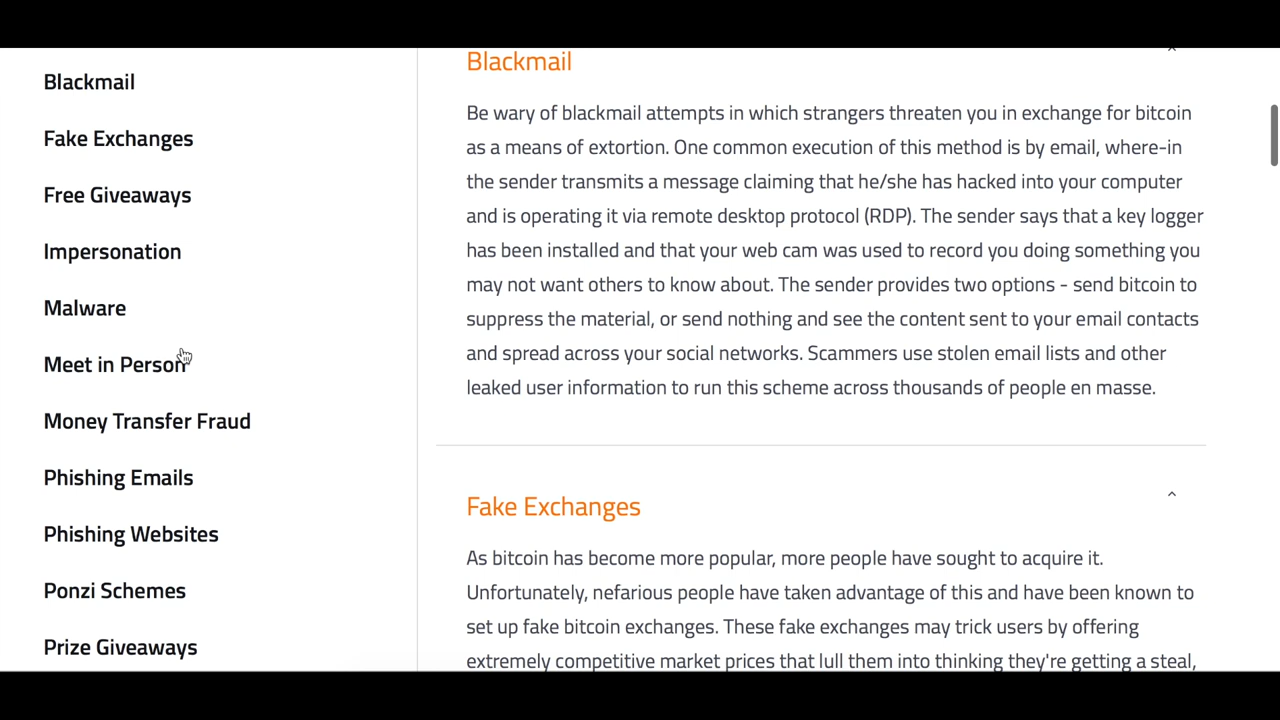 Blackmail
Fake Exchanges
Free Giveaways
Impersonation
Malware
Meet in Person
Money Transfer Fraud
Phishing Emails
Phishing Websites
Ponzi Schemes
Prize Giveaways
Blackmail
Be wary of blackmail attempts in which strangers threaten you in exchange for bitcoin
as a means of extortion. One common execution of this method is by email, where-in
the sender transmits a message claiming that he/she has hacked into your computer
and is operating it via remote desktop protocol (RDP). The sender says that a key logger
has been installed and that your web cam was used to record you doing something you
may not want others to know about. The sender provides two options - send bitcoin to
suppress the material, or send nothing and see the content sent to your email contacts
and spread across your social networks. Scammers use stolen email lists and other
leaked user information to run this scheme across thousands of people en masse.
Fake Exchanges
As bitcoin has become more popular, more people have sought to acquire it.
Unfortunately, nefarious people have taken advantage of this and have been known to
set up fake bitcoin exchanges. These fake exchanges may trick users by offering
extremely competitive market prices that lull them into thinking they're getting a steal,